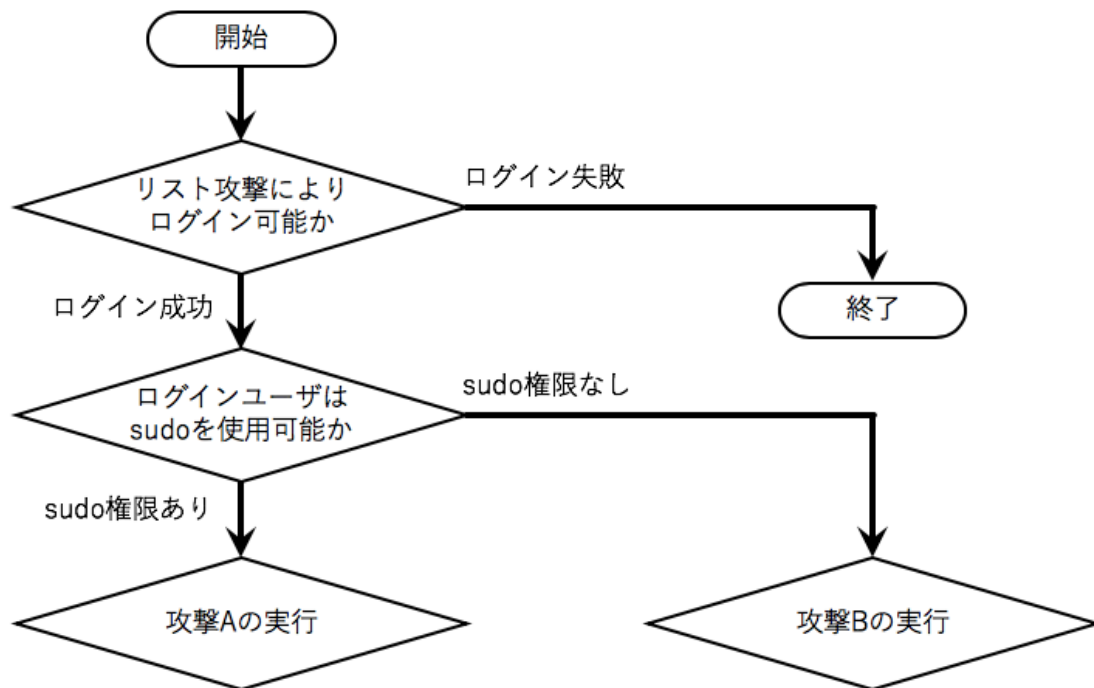 開始
リスト攻撃により
ログイン可能か
ログイン失敗
ログイン成功
終了
ログインユーザは
sudoを使用可能か
sudo権限なし
sudo権限あり
攻撃Aの実行
攻撃Bの実行